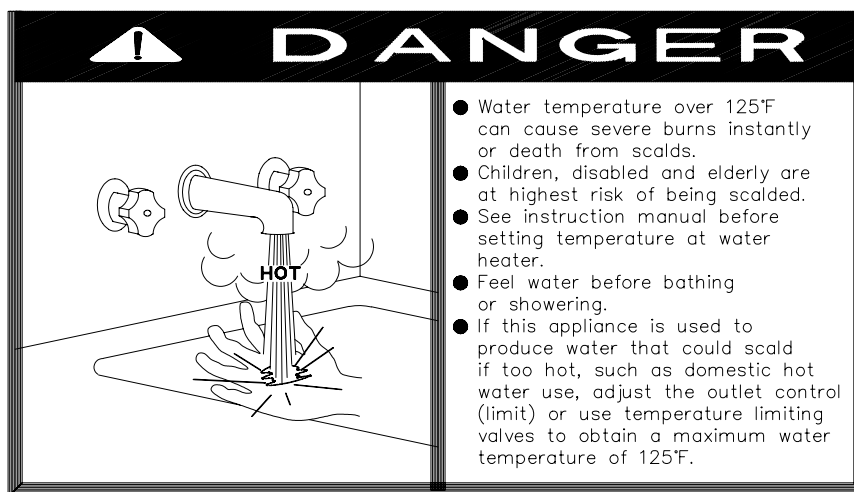 DANGER
HOT
● Water temperature over 125°F
can cause severe burns instantly
or death from scalds.
● Children, disabled and elderly are
at highest risk of being scalded.
● See instruction manual before
setting temperature at water
heater.
● Feel water before bathing
or showering.
● If this appliance is used to
produce water that could scald
if too hot, such as domestic hot
water use, adjust the outlet control
(limit) or use temperature limiting
valves to obtain a maximum water
temperature of 125°F.